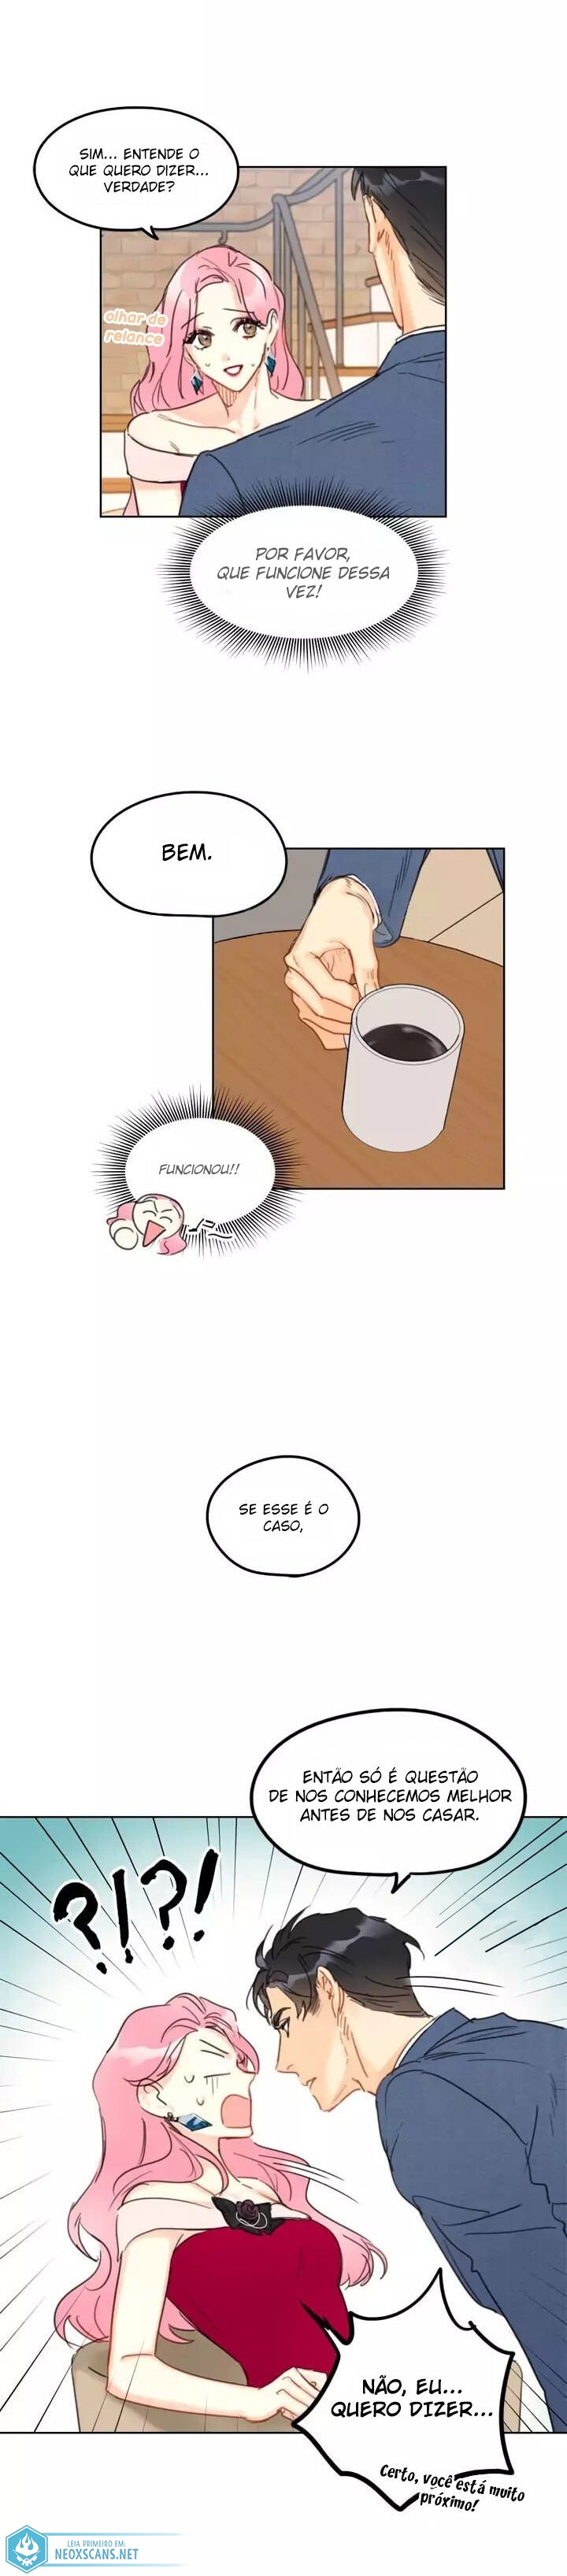 SIM... ENTENDE O
QUE QUERO DIZER...
VERDADE?
olhar de
relance
POR FAVOR,
QUE FUNCIONE DESSA
VEZ!
BEM.
FUNCIONOU!!
SE ESSE É O
CASO,
ENTÃO SÓ É QUESTÃO
DE NOS CONHECEMOS MELHOR
ANTES DE NOS CASAR.
?!?!
NÃO, EU...
QUERO DIZER...
Certo, você está muito
próximo!
LEIA PRIMEIRO EM:
NEOXSCANS.NET